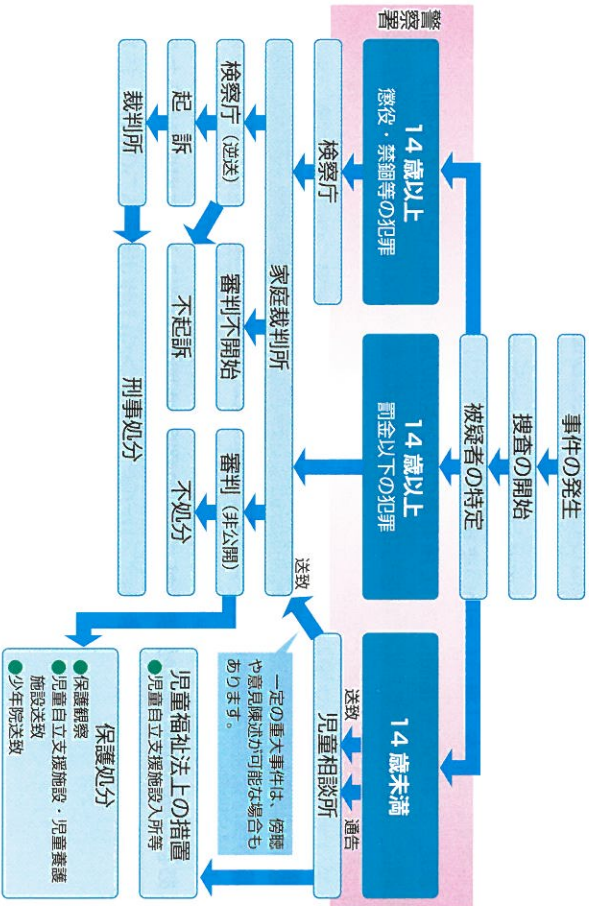 事件の発生
捜査の開始
被疑者の特定
警察署
14歳以上
懲役・禁錮等の犯罪
14歳以上
罰金以下の犯罪
14歳未満
送致
通告
検察庁
児童相談所
送致
家庭裁判所
一定の重大事件は、傍聴
や意見陳述が可能な場合も
あります。
検察庁（逆送）
審判不開始
審判（非公開）
児童福祉法上の措置
●児童自立支援施設入所等
起訴
不起訴
不処分
裁判所
刑事処分
保護処分
●保護観察
●児童自立支援施設・児童養護
施設送致
●少年院送致